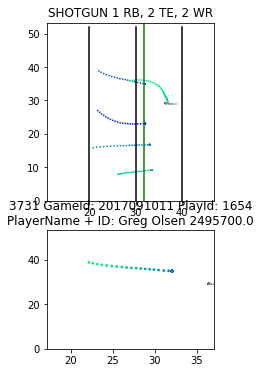 SHOTGUN 1 RB, 2 TE, 2 WR
50
40
30
20
10
0
20 30 40
3731 GameId: 2017091011 PlayId: 1654
PlayerName + ID: Greg Olsen 2495700.0
40
20
0
20 25 30 35